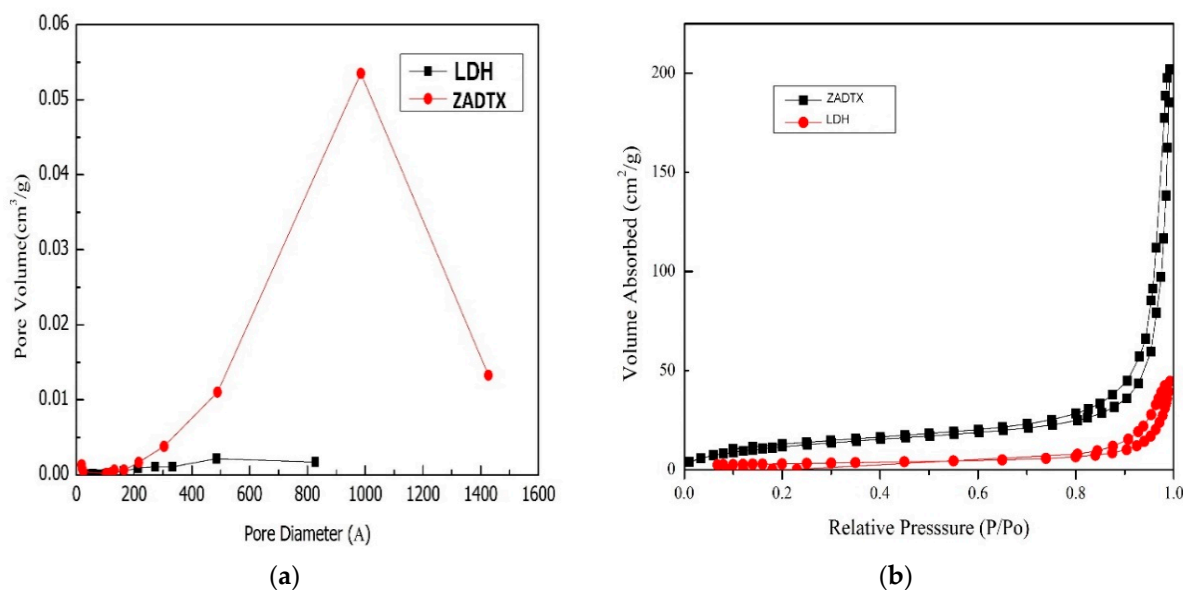 0.06
0.05
0.04
0.03
0.02
0.01
0.00
Pore Volume(cm³/g)
LDH
ZADTX
0 200 400 600 800 1000 1200 1400 1600
Pore Diameter (A)
(a)
200
150
100
50
0
Volume Absorbed (cm²/g)
ZADTX
LDH
0.0 0.2 0.4 0.6 0.8 1.0
Relative Presssure (P/Po)
(b)